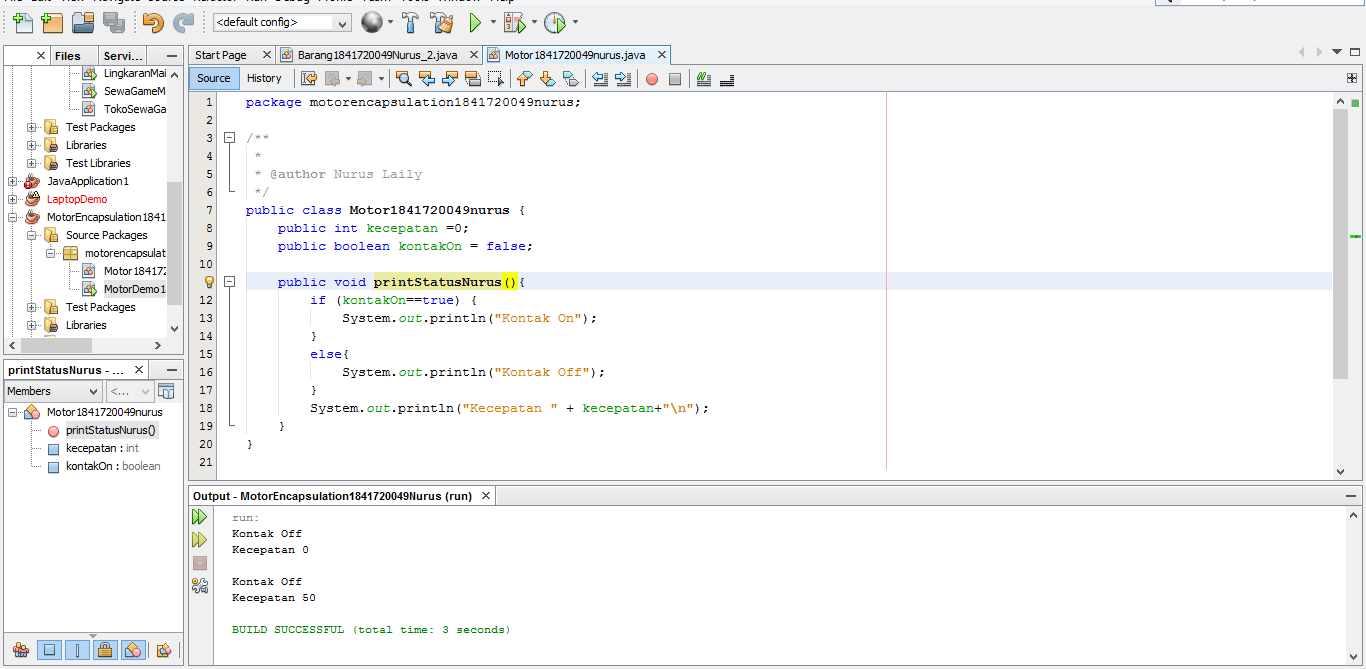 <default config>
Files
Servi...
LingkaranMai
SewaGameM
TokoSewaGa
Test Packages
Libraries
Test Libraries
JavaApplication1
LaptopDemo
MotorEncapsulation1841
Source Packages
motorencapsulat
Motor18417
MotorDemo1
Test Packages
Libraries
printStatusNurus - ...
Members
<...
Motor1841720049nurus
printStatusNurus()
kecepatan : int
kontakOn : boolean
Start Page
Barang1841720049Nurus_2.java
Motor1841720049nurus.java
Source
History
1 package motorencapsulation1841720049nurus;
2
3 /**
4 *
5 * @author Nurus Laily
6 */
7 public class Motor1841720049nurus {
8 public int kecepatan =0;
9 public boolean kontakOn = false;
10
public void printStatusNurus(){
12 if (kontakOn==true) {
13 System.out.println("Kontak On");
14 }
15 else{
16 System.out.println("Kontak Off");
17 }
18 System.out.println("Kecepatan " + kecepatan+"\n");
19 }
20 }
21
Output - MotorEncapsulation1841720049Nurus (run)
run:
Kontak Off
Kecepatan 0
Kontak Off
Kecepatan 50
BUILD SUCCESSFUL (total time: 3 seconds)